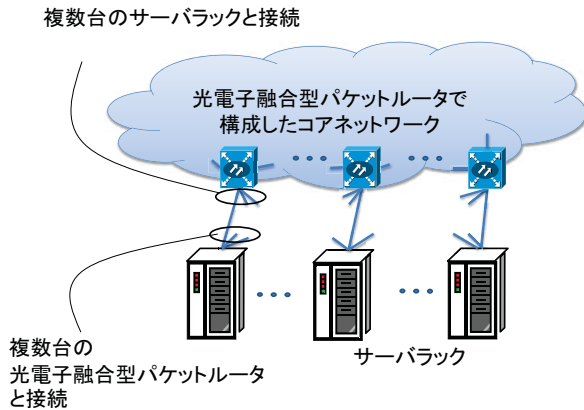 複数台のサーバラックと接続
光電子融合型パケットルータで
構成したコアネットワーク
サーバラック
複数台の
光電子融合型パケットルータ
と接続